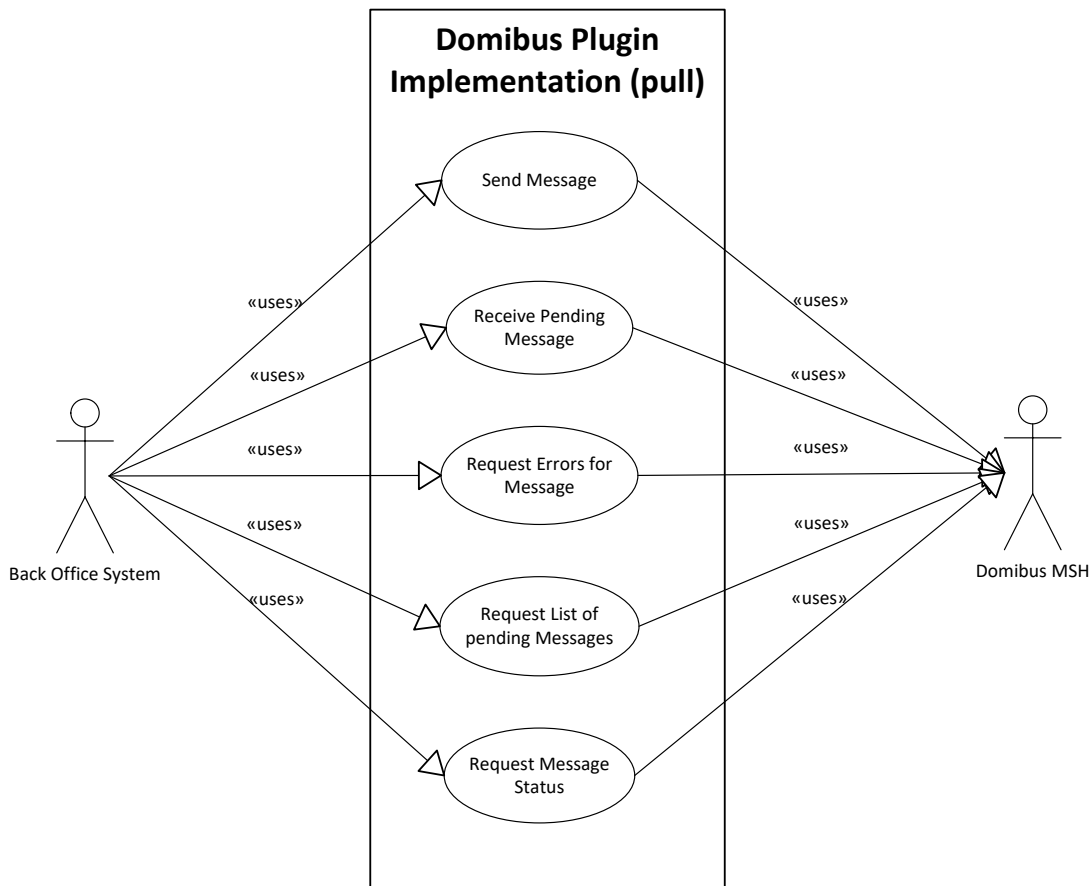 Domibus Plugin
Implementation (pull)
Send Message
«uses»
«uses»
Receive Pending
Message
«uses»
«uses»
«uses»
«uses»
Request Errors for
Message
«uses»
«uses»
Back Office System
Domibus MSH
«uses»
«uses»
Request List of
pending Messages
Request Message
Status